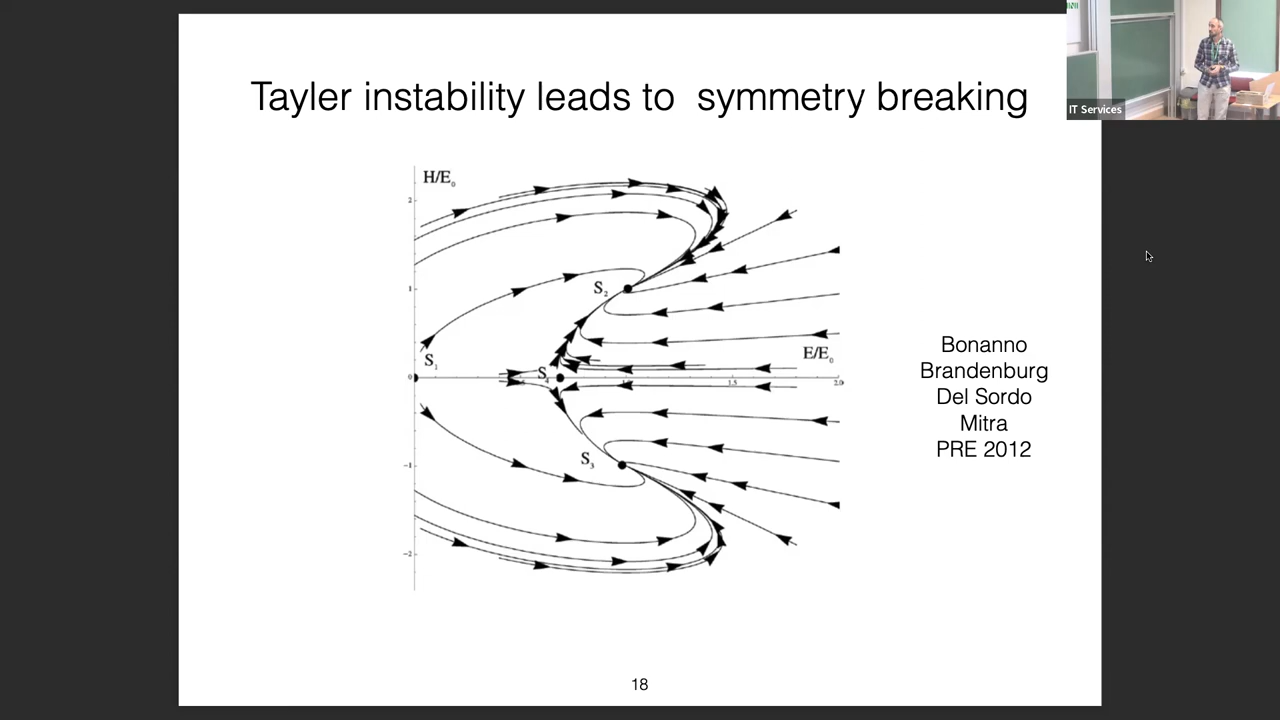 Tayler instability leads to symmetry breaking
IT Services
H/E₀
2
1
S₂
E/E₀
S₁
S₄
0
1.5
2.0
S₃
-1
-2
Bonanno
Brandenburg
Del Sordo
Mitra
PRE 2012
18